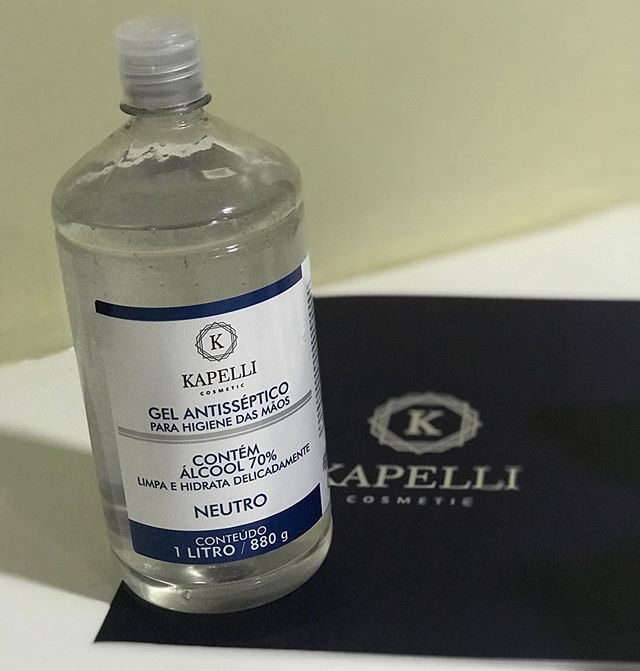 K
KAPELLI
COSMETIC
GEL ANTISSÉPTICO
PARA HIGIENE DAS MÃOS
CONTÉM
ÁLCOOL 70%
LIMPA E HIDRATA DELICADAMENTE
NEUTRO
CONTEÚDO
1 LITRO / 880 g
K
KAPELLI
COSMETIC